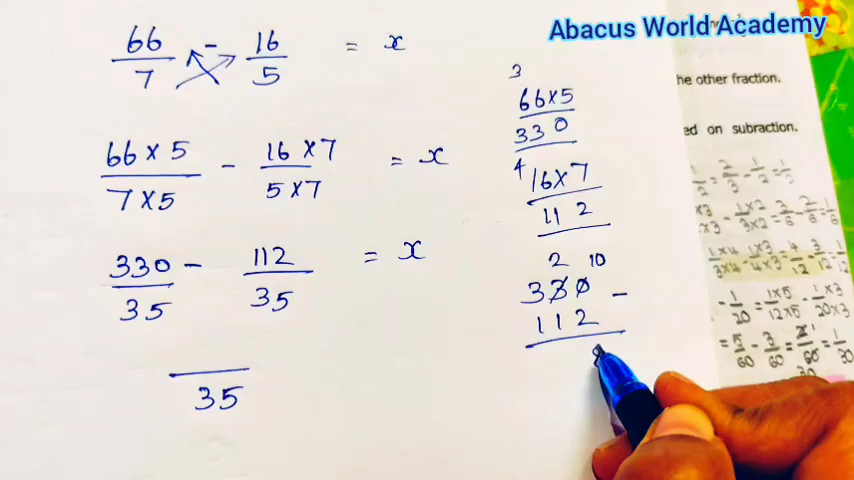 Abacus World Academy
66/7 - 16/5 = x
66 × 5 / 7 × 5 - 16 × 7 / 5 × 7 = x
330/35 - 112/35 = x
35
3
66×5
330
4
16×7
112
2 10
330 -
112
8
he other fraction.
ed on subraction.